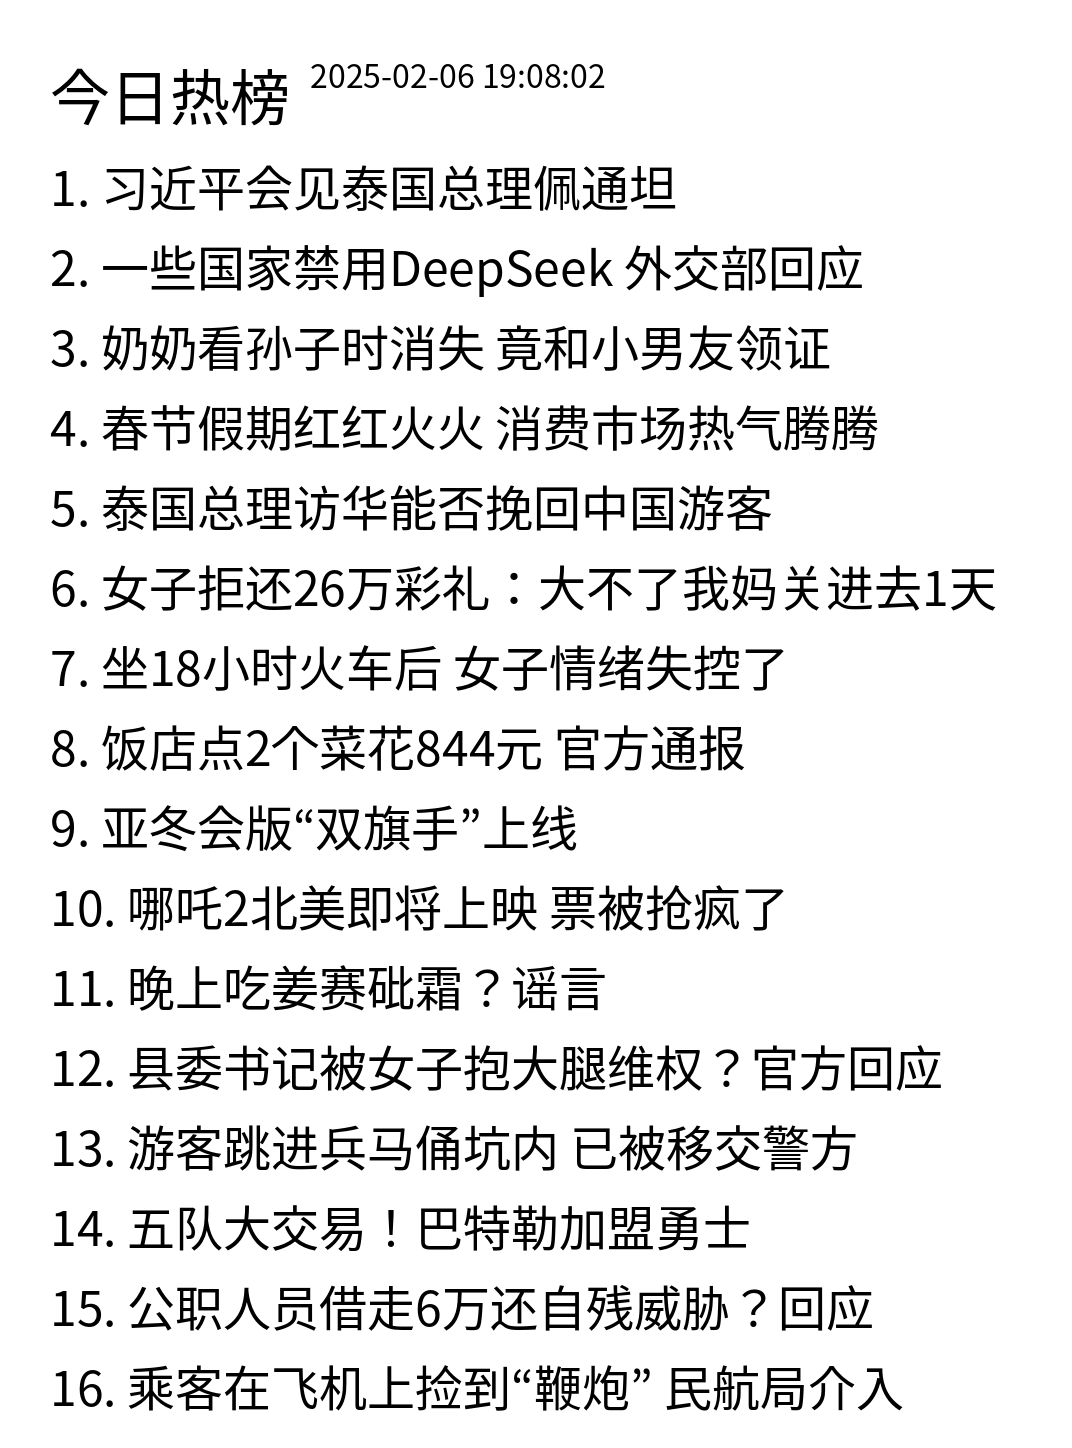 今日热榜 2025-02-06 19:08:02
1. 习近平会见泰国总理佩通坦
2. 一些国家禁用DeepSeek 外交部回应
3. 奶奶看孙子时消失 竟和小男友领证
4. 春节假期红红火火 消费市场热气腾腾
5. 泰国总理访华能否挽回中国游客
6. 女子拒还26万彩礼：大不了我妈关进去1天
7. 坐18小时火车后 女子情绪失控了
8. 饭店点2个菜花844元 官方通报
9. 亚冬会版“双旗手”上线
10. 哪吒2北美即将上映 票被抢疯了
11. 晚上吃姜赛砒霜？谣言
12. 县委书记被女子抱大腿维权？官方回应
13. 游客跳进兵马俑坑内 已被移交警方
14. 五队大交易！巴特勒加盟勇士
15. 公职人员借走6万还自残威胁？回应
16. 乘客在飞机上捡到“鞭炮” 民航局介入